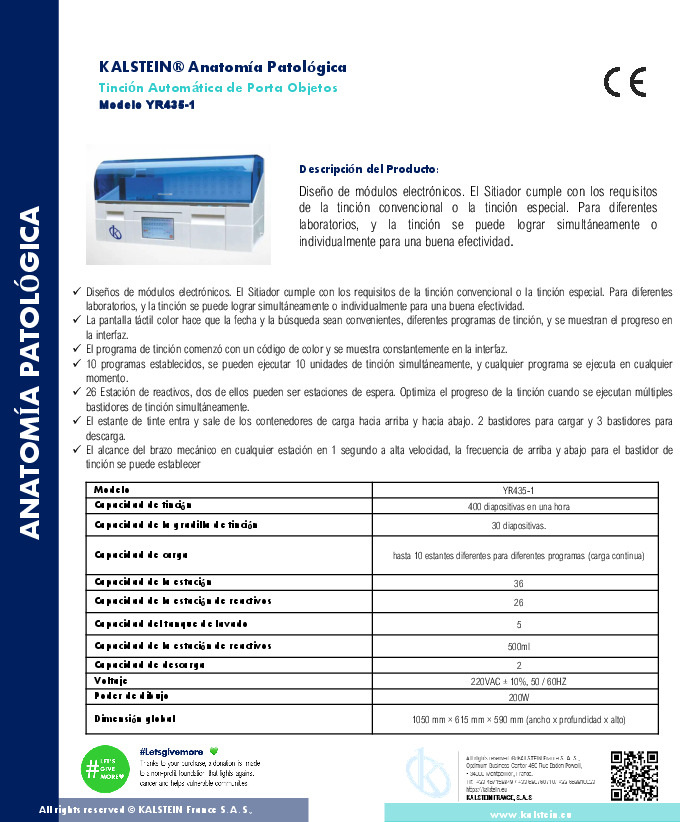 KALSTEIN® Anatomía Patológica
Tinción Automática de Porta Objetos
Modelo YR435-1
CE
ANATOMÍA PATOLÓGICA
Descripción del Producto:
Diseño de módulos electrónicos. El Sitiador cumple con los requisitos
de la tinción convencional o la tinción especial. Para diferentes
laboratorios, y la tinción se puede lograr simultáneamente o
individualmente para una buena efectividad.
✓ Diseños de módulos electrónicos. El Sitiador cumple con los requisitos de la tinción convencional o la tinción especial. Para diferentes
laboratorios, y la tinción se puede lograr simultáneamente o individualmente para una buena efectividad.
✓ La pantalla táctil color hace que la fecha y la búsqueda sean convenientes, diferentes programas de tinción, y se muestran el progreso en
la interfaz.
✓ El programa de tinción comenzó con un código de color y se muestra constantemente en la interfaz.
✓ 10 programas establecidos, se pueden ejecutar 10 unidades de tinción simultáneamente, y cualquier programa se ejecuta en cualquier
momento.
✓ 26 Estación de reactivos, dos de ellos pueden ser estaciones de espera. Optimiza el progreso de la tinción cuando se ejecutan múltiples
bastidores de tinción simultáneamente.
✓ El estante de tinte entra y sale de los contenedores de carga hacia arriba y hacia abajo. 2 bastidores para cargar y 3 bastidores para
descarga.
✓ El alcance del brazo mecánico en cualquier estación en 1 segundo a alta velocidad, la frecuencia de arriba y abajo para el bastidor de
tinción se puede establecer
Modelo YR435-1
Capacidad de tinción 400 diapositivas en una hora
Capacidad de la gradilla de tinción 30 diapositivas.
Capacidad de carga hasta 10 estantes diferentes para diferentes programas (carga continua)
Capacidad de la estación 36
Capacidad de la estación de reactivos 26
Capacidad del tanque de lavado 5
Capacidad de la estación de reactivos 500ml
Capacidad de descarga 2
Voltaje 220VAC ± 10%, 50 / 60HZ
Poder de dibujo 200W
Dimensión global 1050 mm × 615 mm × 590 mm (ancho x profundidad x alto)
# LET'S
GIVE
MORE
#Letsgivemore
Thanks to your purchase, a donation is made
to a non-profit foundation that fights against
cancer and helps vulnerable communities
All rights reserved © KALSTEIN France S. A. S.,
Montpellier, France.
https://kalstein.eu
KALSTEIN FRANCE, S.A.S
All rights reserved © KALSTEIN France S. A. S.,
www.kalstein.eu